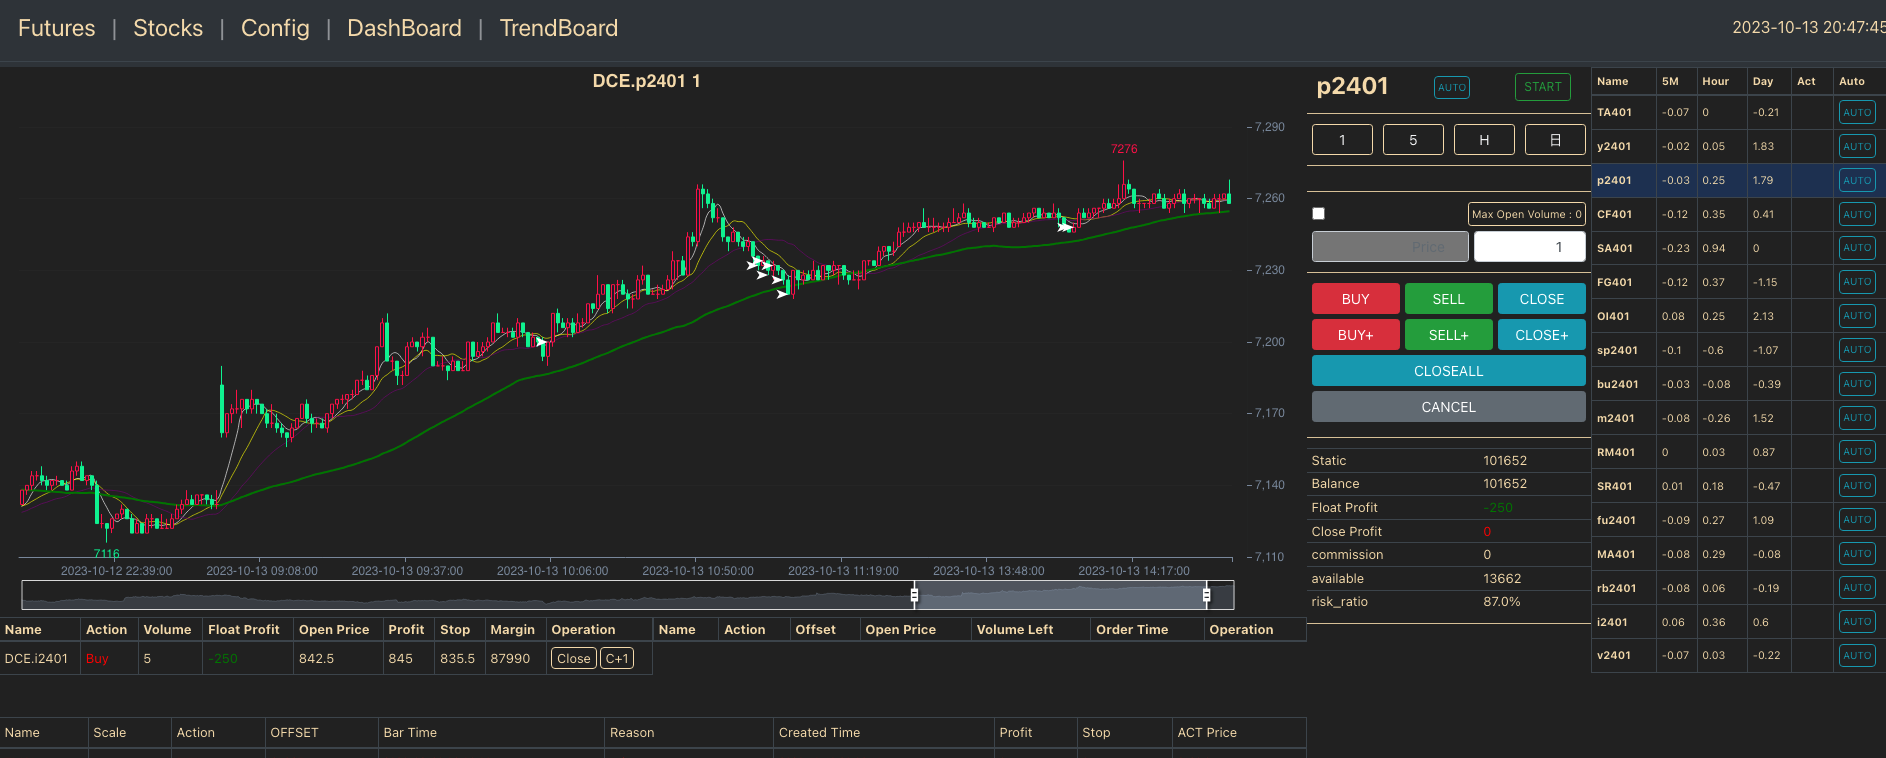 Futures | Stocks | Config | DashBoard | TrendBoard
2023-10-13 20:47:45
DCE.p2401 1
7,290
7,260
7,230
7,200
7,170
7,140
7,110
7276
7116
2023-10-12 22:39:00 2023-10-13 09:08:00 2023-10-13 09:37:00 2023-10-13 10:06:00 2023-10-13 10:50:00 2023-10-13 11:19:00 2023-10-13 13:48:00 2023-10-13 14:17:00
p2401 AUTO START
1 5 H 日
Max Open Volume : 0
Price 1
BUY SELL CLOSE
BUY+ SELL+ CLOSE+
CLOSEALL
CANCEL
Static 101652
Balance 101652
Float Profit -250
Close Profit 0
commission 0
available 13662
risk_ratio 87.0%
Name 5M Hour Day Act Auto
TA401 -0.07 0 -0.21 AUTO
y2401 -0.02 0.05 1.83 AUTO
p2401 -0.03 0.25 1.79 AUTO
CF401 -0.12 0.35 0.41 AUTO
SA401 -0.23 0.94 0 AUTO
FG401 -0.12 0.37 -1.15 AUTO
OI401 0.08 0.25 2.13 AUTO
sp2401 -0.1 -0.6 -1.07 AUTO
bu2401 -0.03 -0.08 -0.39 AUTO
m2401 -0.08 -0.26 1.52 AUTO
RM401 0 0.03 0.87 AUTO
SR401 0.01 0.18 -0.47 AUTO
fu2401 -0.09 0.27 1.09 AUTO
MA401 -0.08 0.29 -0.08 AUTO
rb2401 -0.08 0.06 -0.19 AUTO
i2401 0.06 0.36 0.6 AUTO
v2401 -0.07 0.03 -0.22 AUTO
Name Action Volume Float Profit Open Price Profit Stop Margin Operation
DCE.i2401 Buy 5 -250 842.5 845 835.5 87990 Close C+1
Name Action Offset Open Price Volume Left Order Time Operation
Name Scale Action OFFSET Bar Time Reason Created Time Profit Stop ACT Price